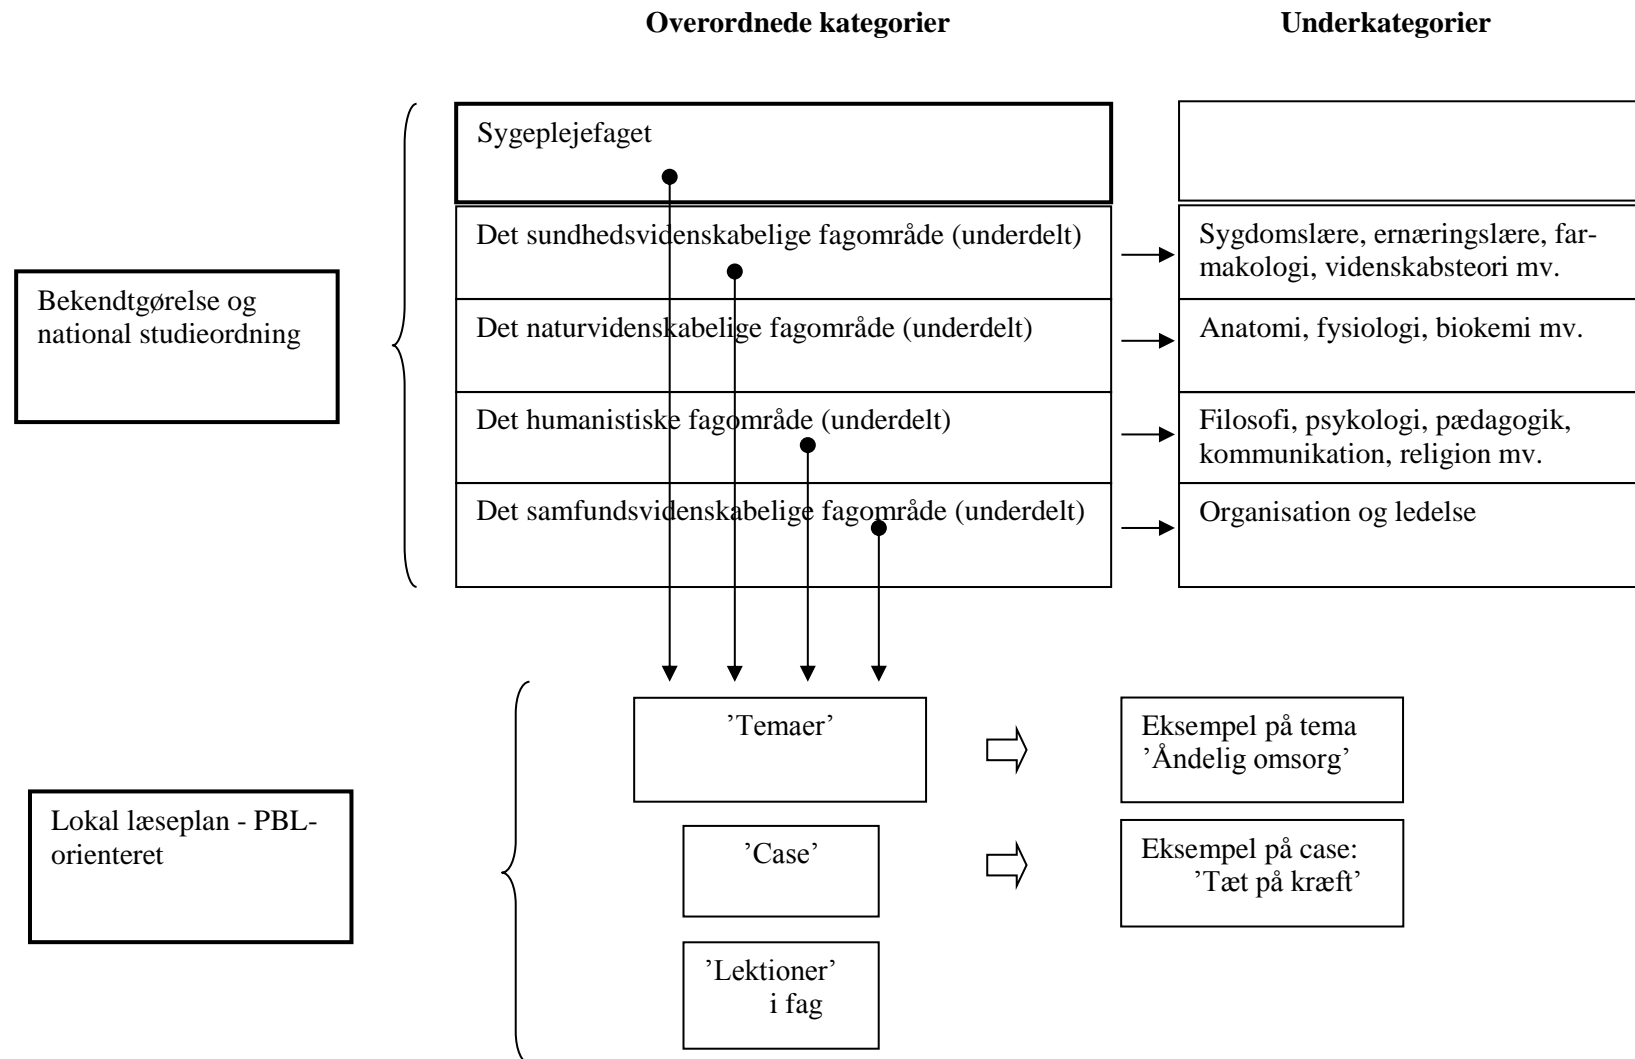 Overordnede kategorier
Underkategorier
Sygeplejefaget
Det sundhedsvidenskabelige fagområde (underdelt)
Sygdomslære, ernæringslære, far-
makologi, videnskabsteori mv.
Bekendtgørelse og
national studieordning
Det naturvidenskabelige fagområde (underdelt)
Anatomi, fysiologi, biokemi mv.
Det humanistiske fagområde (underdelt)
Filosofi, psykologi, pædagogik,
kommunikation, religion mv.
Det samfundsvidenskabelige fagområde (underdelt)
Organisation og ledelse
’Temaer’
Eksempel på tema
’Åndelig omsorg’
Lokal læseplan - PBL-
orienteret
’Case’
Eksempel på case:
’Tæt på kræft’
’Lektioner’
i fag